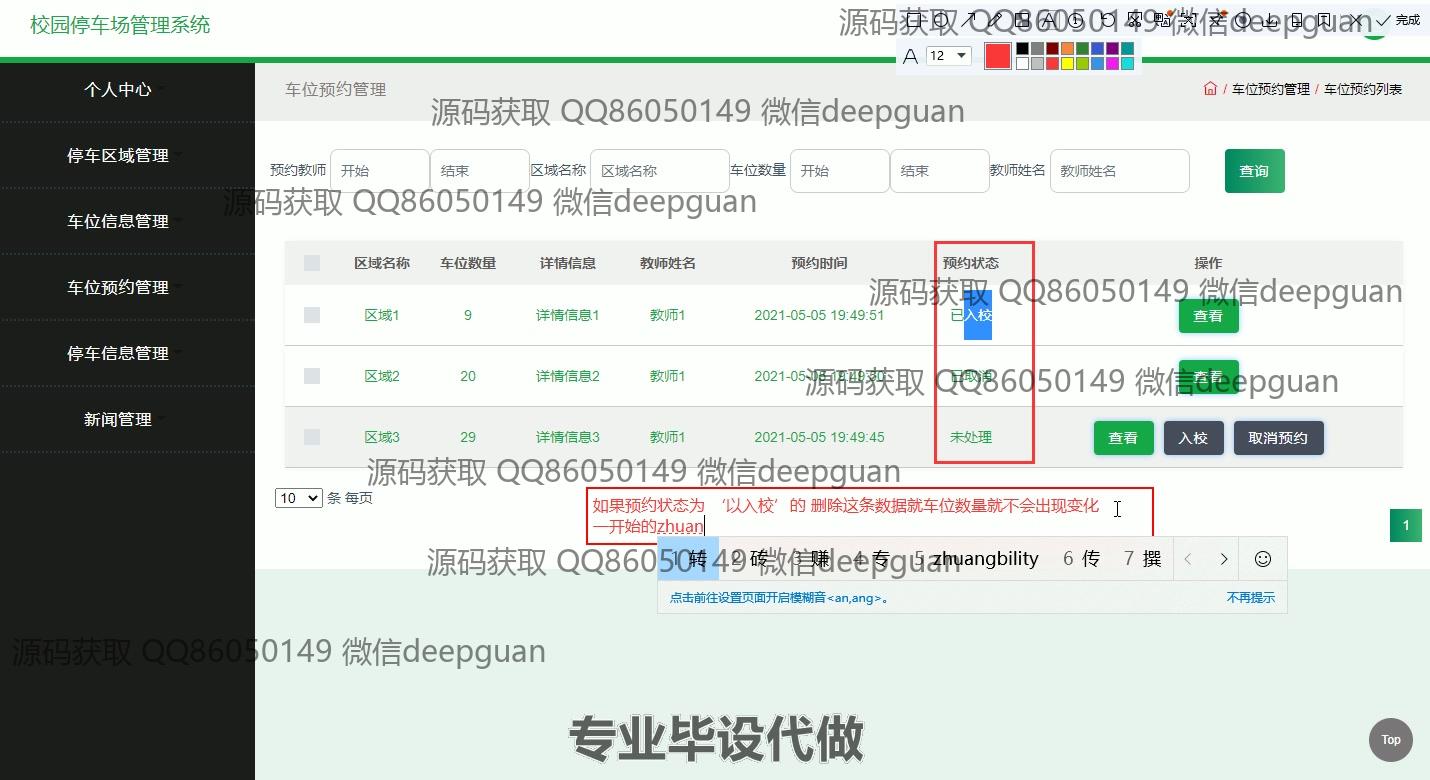 校园停车场管理系统
源码获取 QQ86050149 微信deepguan
完成
A 12
个人中心
停车区域管理
车位信息管理
车位预约管理
停车信息管理
新闻管理
车位预约管理
/ 车位预约管理 / 车位预约列表
源码获取 QQ86050149 微信deepguan
预约教师 开始 结束 区域名称 区域名称 车位数量 开始 结束 教师姓名 教师姓名 查询
源码获取 QQ86050149 微信deepguan
区域名称 车位数量 详情信息 教师姓名 预约时间 预约状态 操作
源码获取 QQ86050149 微信deepguan
区域1 9 详情信息1 教师1 2021-05-05 19:49:51 已入校 查看
区域2 20 详情信息2 教师1 已取消 查看
源码获取 QQ86050149 微信deepguan
区域3 29 详情信息3 教师1 2021-05-05 19:49:45 未处理 查看 入校 取消预约
源码获取 QQ86050149 微信deepguan
10 条 每页
如果预约状态为 ‘以入校’的 删除这条数据就车位数量就不会出现变化
一开始的zhuan
1
1 转 2 砖 3 赚 4 专 5 zhuangbility 6 传 7 撰
源码获取 QQ86050149 微信deepguan
点击前往设置页面开启模糊音<an,ang>。 不再提示
源码获取 QQ86050149 微信deepguan
专业毕设代做
Top